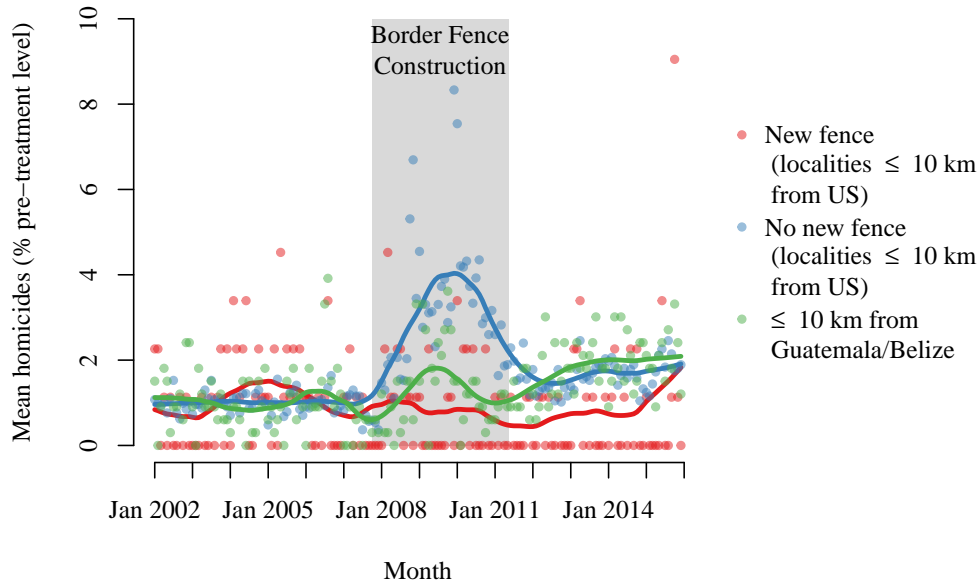 Border Fence
Construction
Mean homicides (% pre−treatment level)
10
8
6
4
2
0
Jan 2002 Jan 2005 Jan 2008 Jan 2011 Jan 2014
Month
New fence
(localities ≤ 10 km
from US)
No new fence
(localities ≤ 10 km
from US)
≤ 10 km from
Guatemala/Belize